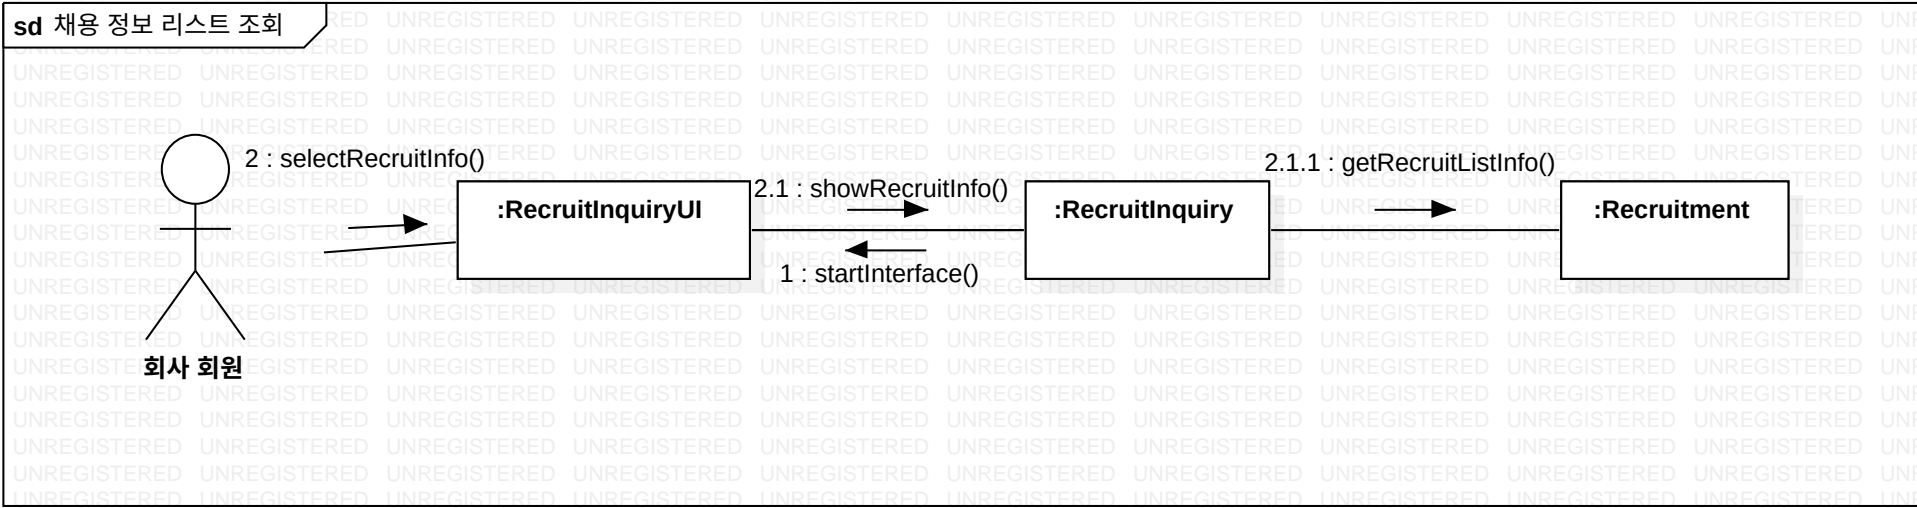 sd 채용 정보 리스트 조회
2 : selectRecruitInfo()
:RecruitInquiryUI
2.1 : showRecruitInfo()
1 : startInterface()
:RecruitInquiry
2.1.1 : getRecruitListInfo()
:Recruitment
회사 회원
UNREGISTERED